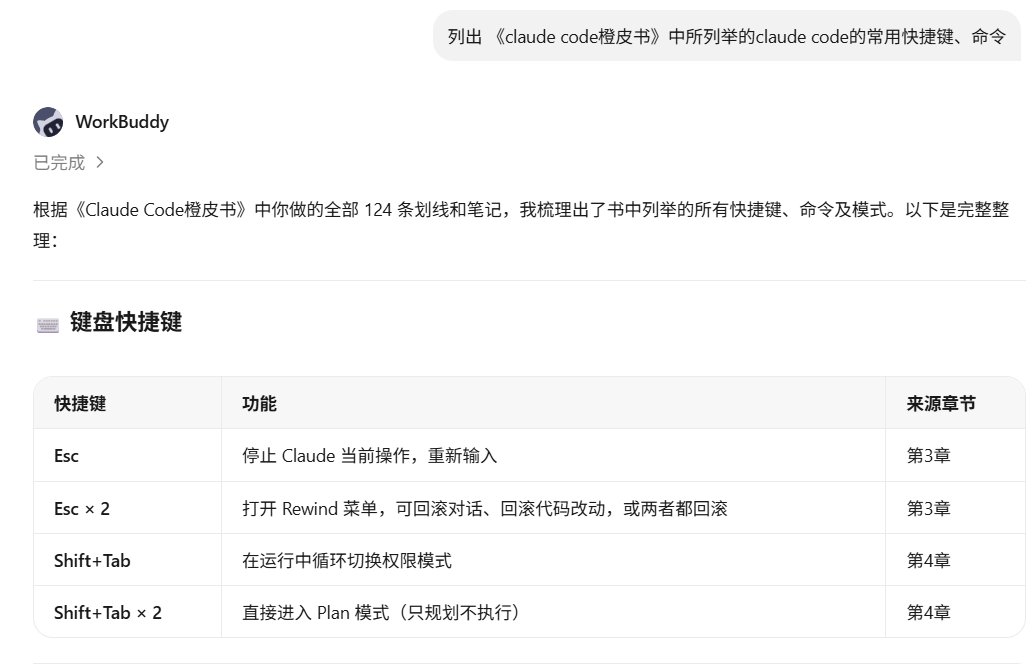 列出 《claude code橙皮书》中所列举的claude code的常用快捷键、命令
WorkBuddy
已完成 >
根据《Claude Code橙皮书》中你做的全部 124 条划线和笔记，我梳理出了书中列举的所有快捷键、命令及模式。以下是完整整
理：
键盘快捷键
快捷键 功能 来源章节
Esc 停止 Claude 当前操作，重新输入 第3章
Esc × 2 打开 Rewind 菜单，可回滚对话、回滚代码改动，或两者都回滚 第3章
Shift+Tab 在运行中循环切换权限模式 第4章
Shift+Tab × 2 直接进入 Plan 模式（只规划不执行） 第4章